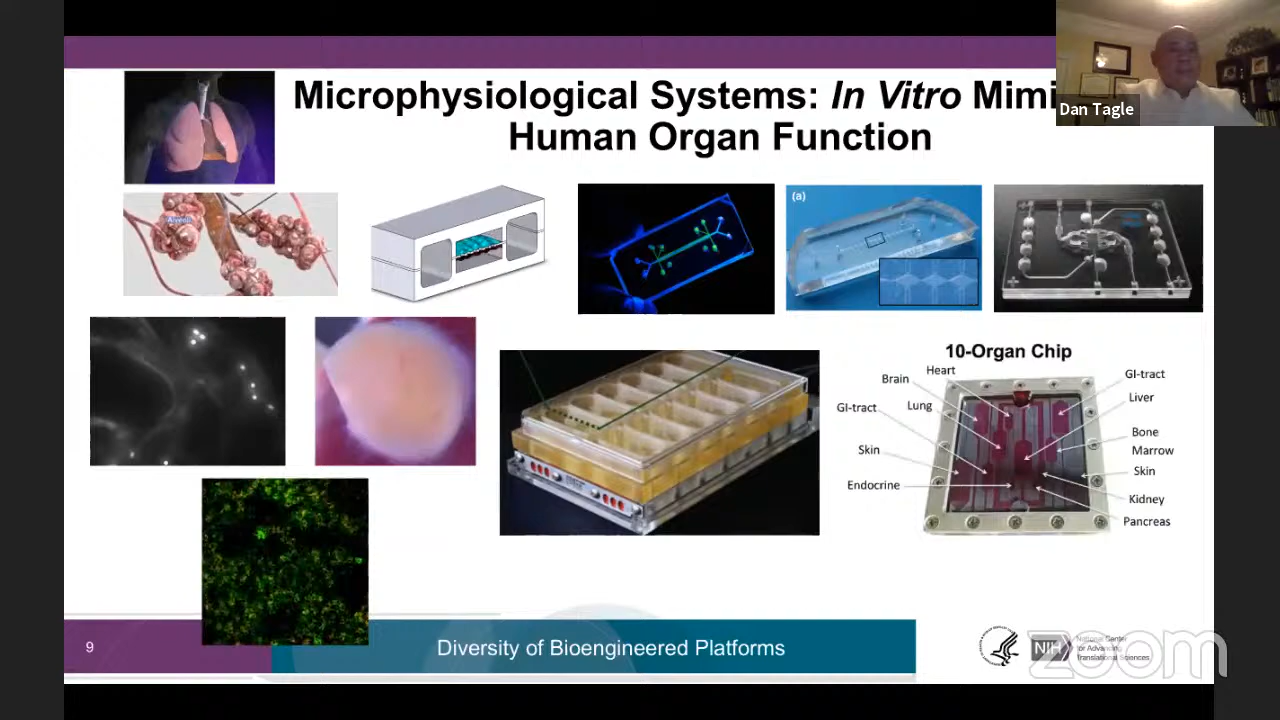 Microphysiological Systems: In Vitro Mimi
Human Organ Function
Dan Tagle
Alveoli
(a)
10-Organ Chip
Heart
Brain
GI-tract
GI-tract
Lung
Liver
Bone
Marrow
Skin
Skin
Endocrine
Kidney
Pancreas
9
Diversity of Bioengineered Platforms
NIH
National Center
for Advancing
Translational Sciences
zoom